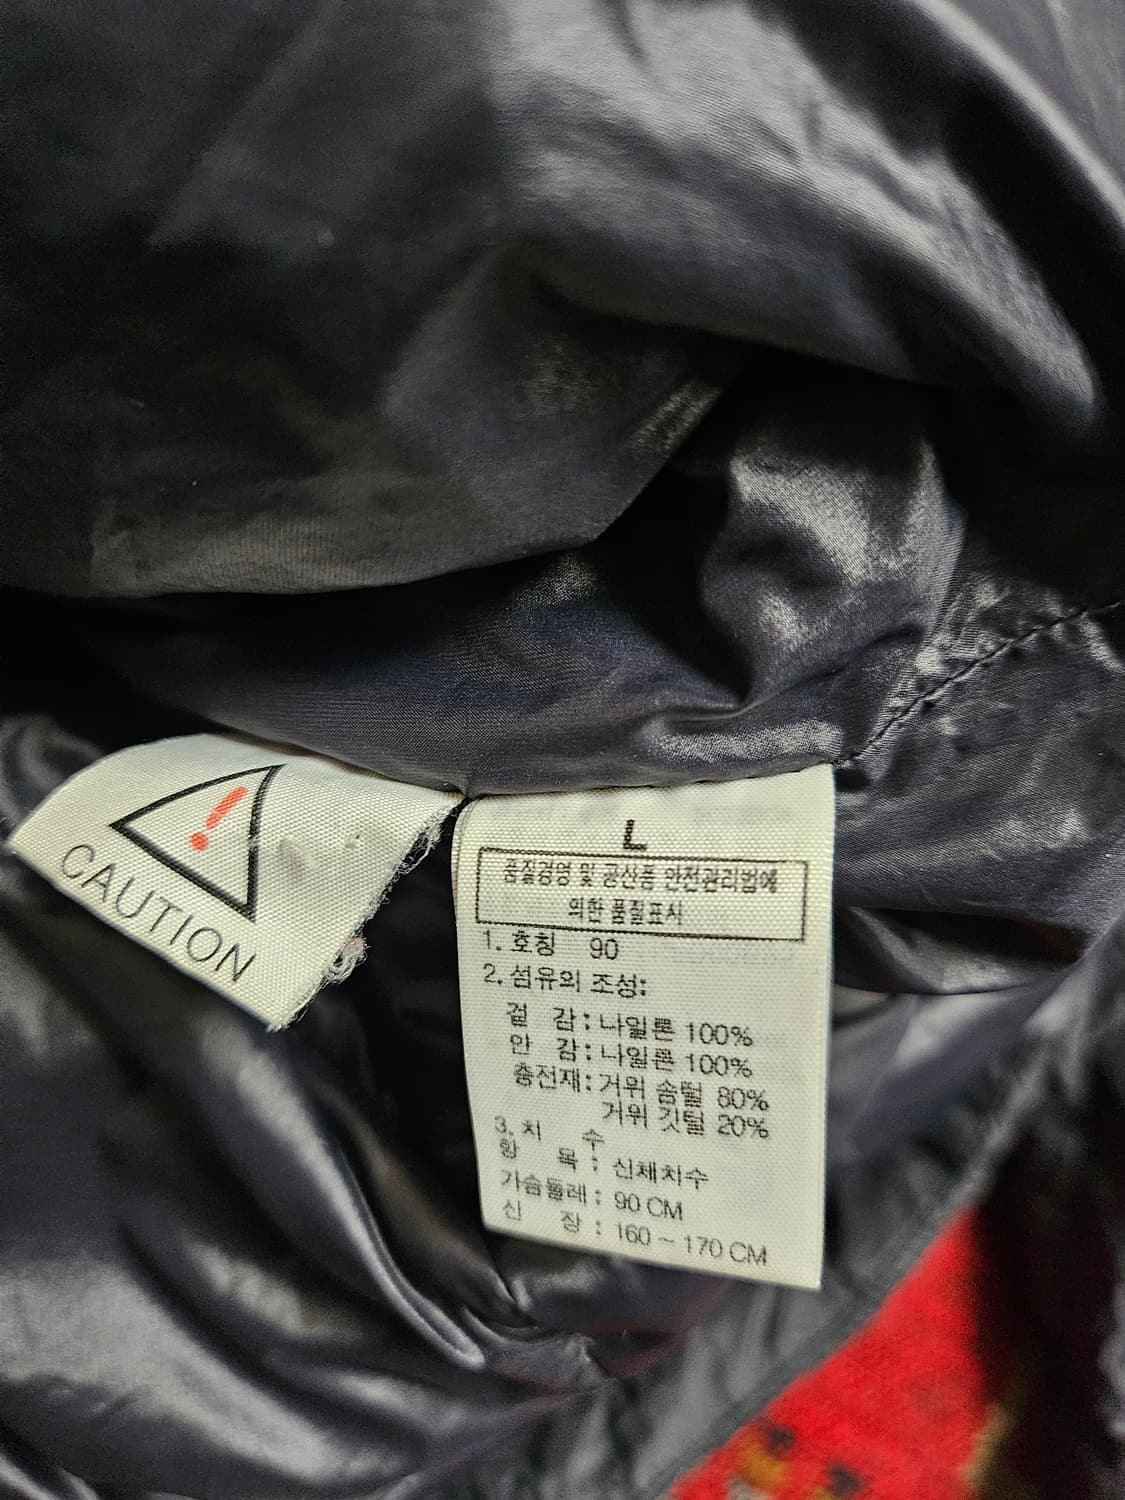 CAUTION
L
품질경영 및 공산품 안전관리법에
의한 품질표시
1. 호칭 90
2. 섬유의 조성:
겉 감 : 나일론 100%
안 감 : 나일론 100%
충전재 : 거위 솜털 80%
거위 깃털 20%
3. 치 수
항 목 : 신체치수
가슴둘레 : 90 CM
신 장 : 160 ~ 170 CM